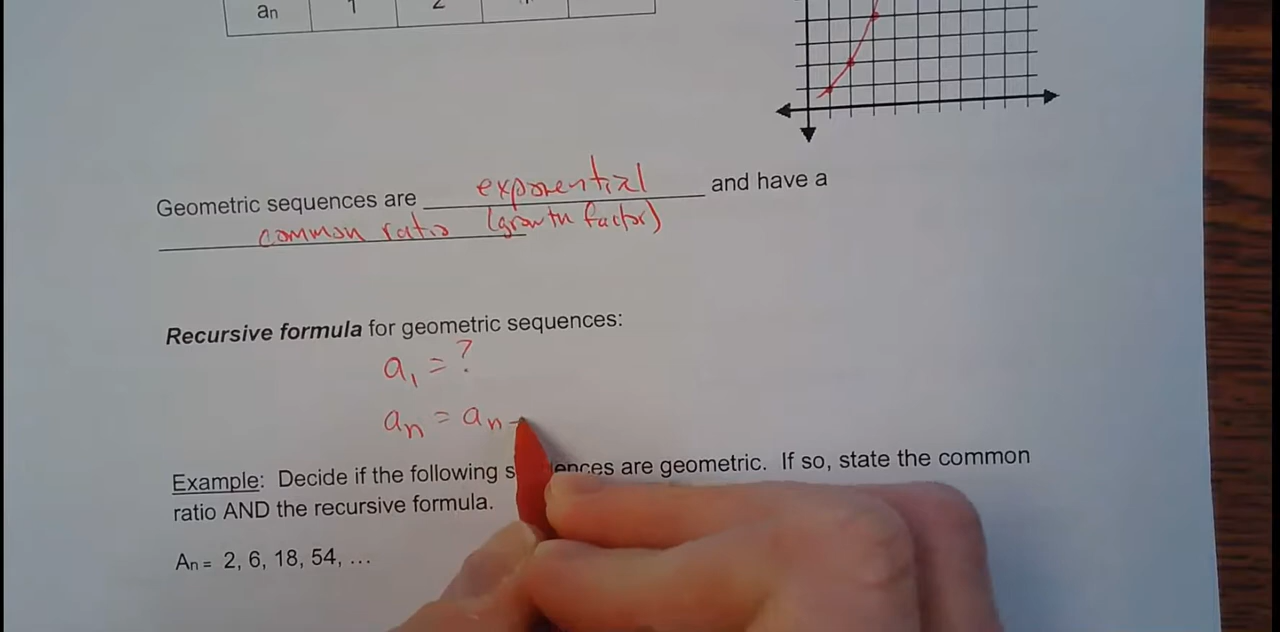 an 1 2
Geometric sequences are exponential and have a
common ratio (growth factor)
Recursive formula for geometric sequences:
a₁ = ?
aₙ = aₙ-
Example: Decide if the following are geometric. If so, state the common
ratio AND the recursive formula.
An = 2, 6, 18, 54, ...